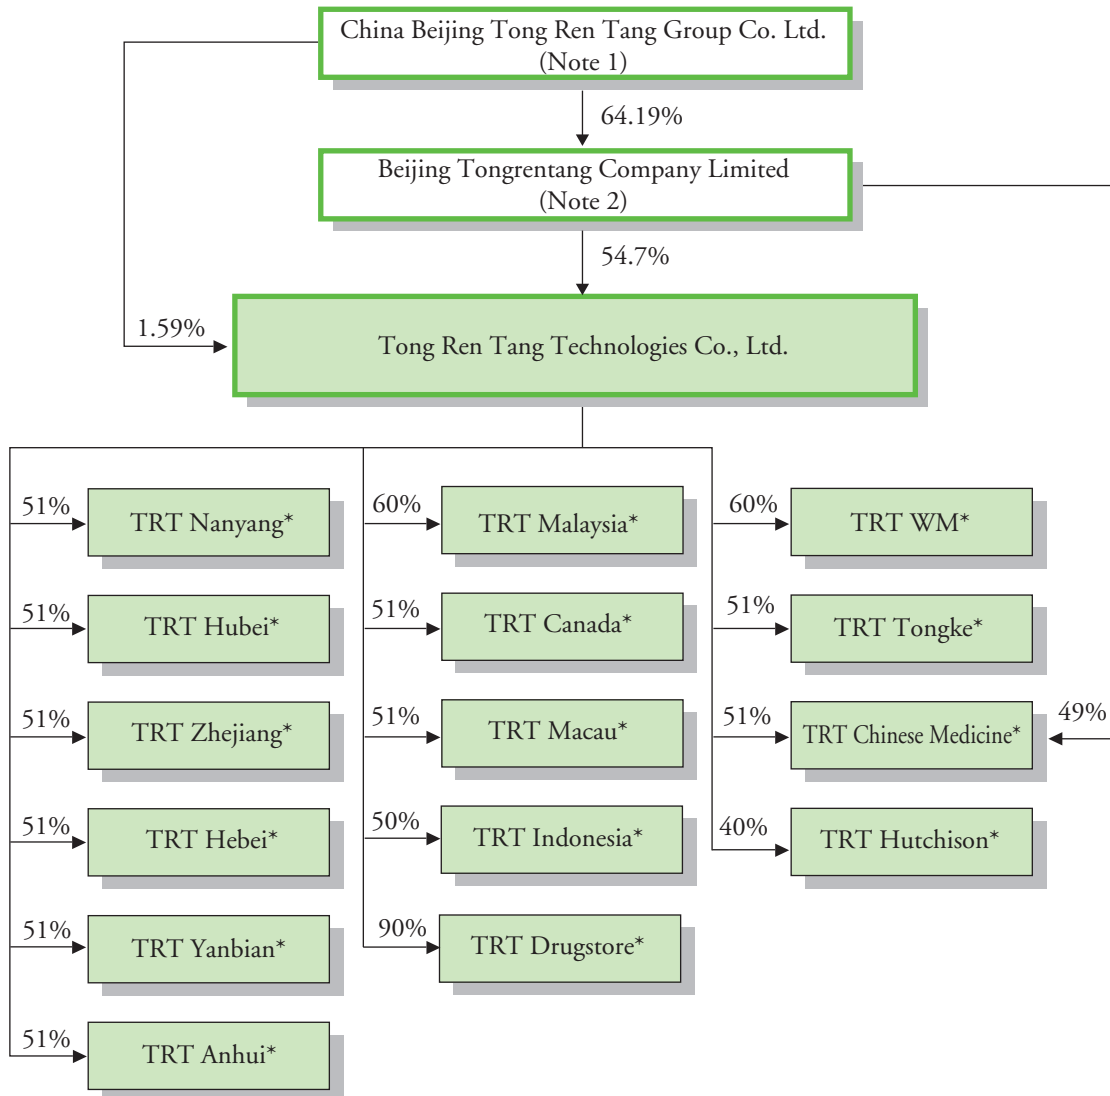 China Beijing Tong Ren Tang Group Co. Ltd.
(Note 1)
64.19%
Beijing Tongrentang Company Limited
(Note 2)
54.7%
1.59%
Tong Ren Tang Technologies Co., Ltd.
51%
TRT Nanyang*
60%
TRT Malaysia*
60%
TRT WM*
51%
TRT Hubei*
51%
TRT Canada*
51%
TRT Tongke*
51%
TRT Zhejiang*
51%
TRT Macau*
51%
TRT Chinese Medicine*
49%
51%
TRT Hebei*
50%
TRT Indonesia*
40%
TRT Hutchison*
51%
TRT Yanbian*
90%
TRT Drugstore*
51%
TRT Anhui*